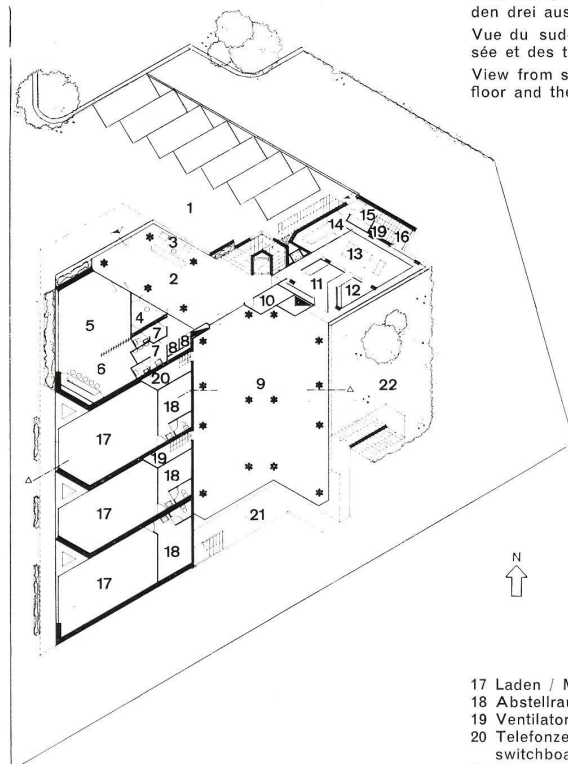 den drei aus
Vue du sud
sée et des t
View from s
floor and the
1
3
2
15
14
19
16
13
11
12
10
5
4
7
7
8
8
6
20
9
22
18
17
19
18
17
21
17
18
N
17 Laden /
18 Abstellrau
19 Ventilator
20 Telefonze
switchboa